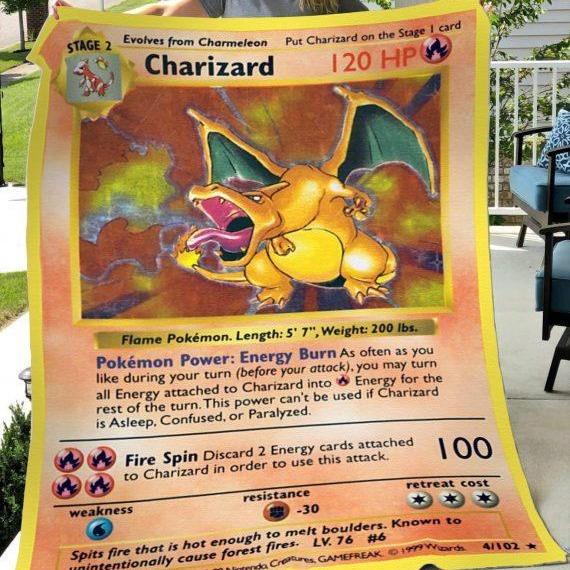 STAGE 2 Evolves from Charmeleon Put Charizard on the Stage 1 card
Charizard 120 HP
Flame Pokémon. Length: 5' 7", Weight: 200 lbs.
Pokémon Power: Energy Burn As often as you
like during your turn (before your attack), you may turn
all Energy attached to Charizard into Energy for the
rest of the turn. This power can't be used if Charizard
is Asleep, Confused, or Paralyzed.
Fire Spin Discard 2 Energy cards attached
to Charizard in order to use this attack. 100
weakness resistance retreat cost
-30
Spits fire that is hot enough to melt boulders. Known to
unintentionally cause forest fires. LV. 76 #6
Nintendo, Creatures, GAMEFREAK © 1999 Wizards 4/102 ★